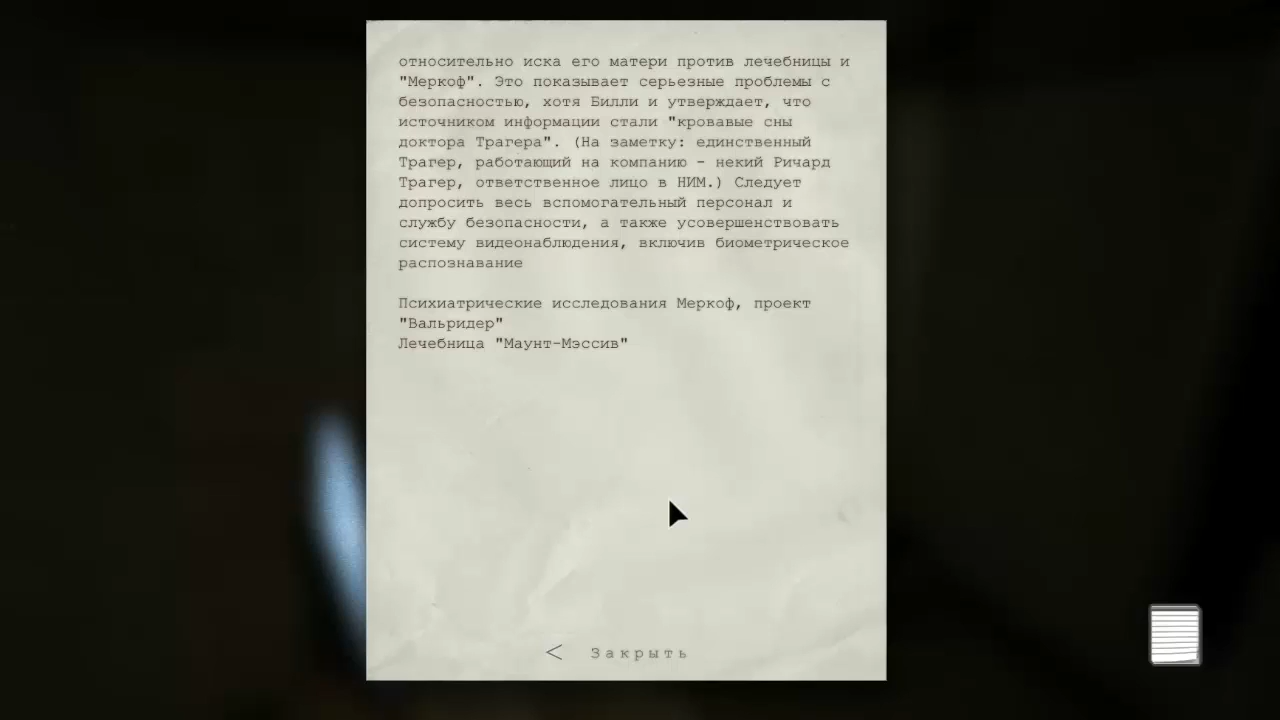 относительно иска его матери против лечебницы и
"Меркоф". Это показывает серьезные проблемы с
безопасностью, хотя Билли и утверждает, что
источником информации стали "кровавые сны
доктора Трагера". (На заметку: единственный
Трагер, работающий на компанию - некий Ричард
Трагер, ответственное лицо в НИМ.) Следует
допросить весь вспомогательный персонал и
службу безопасности, а также усовершенствовать
систему видеонаблюдения, включив биометрическое
распознавание
Психиатрические исследования Меркоф, проект
"Вальридер"
Лечебница "Маунт-Мэссив"
< Закрыть